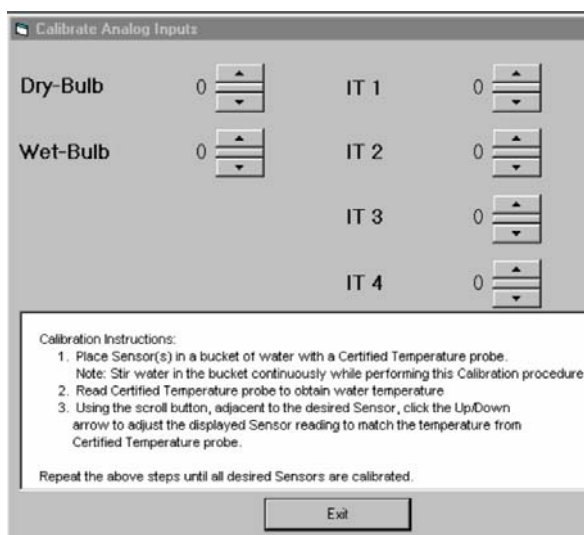 Calibrate Analog Inputs
Dry-Bulb 0 IT 1 0
Wet-Bulb 0 IT 2 0
IT 3 0
IT 4 0
Calibration Instructions:
1. Place Sensor(s) in a bucket of water with a Certified Temperature probe.
Note: Stir water in the bucket continuously while performing this Calibration procedure
2. Read Certified Temperature probe to obtain water temperature
3. Using the scroll button, adjacent to the desired Sensor, click the Up/Down
arrow to adjust the displayed Sensor reading to match the temperature from
Certified Temperature probe.
Repeat the above steps until all desired Sensors are calibrated.
Exit